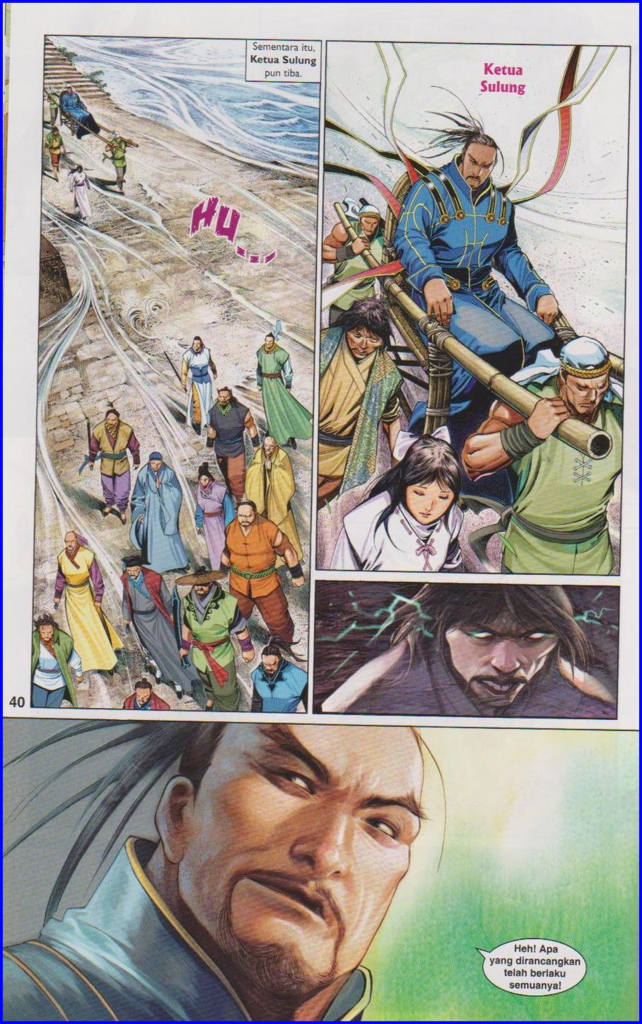 Sementara itu,
Ketua Sulung
pun tiba.
Ketua
Sulung
HU...
40
Heh! Apa
yang dirancangkan
telah berlaku
semuanya!